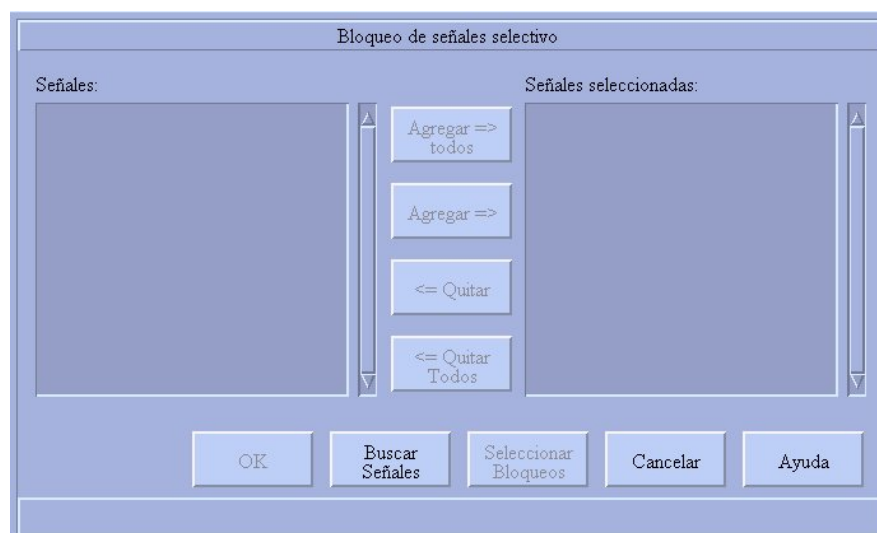 Bloqueo de señales selectivo
Señales:
Señales seleccionadas:
Agregar =>
todos
Agregar =>
<= Quitar
<= Quitar
Todos
OK
Buscar
Señales
Seleccionar
Bloqueos
Cancelar
Ayuda